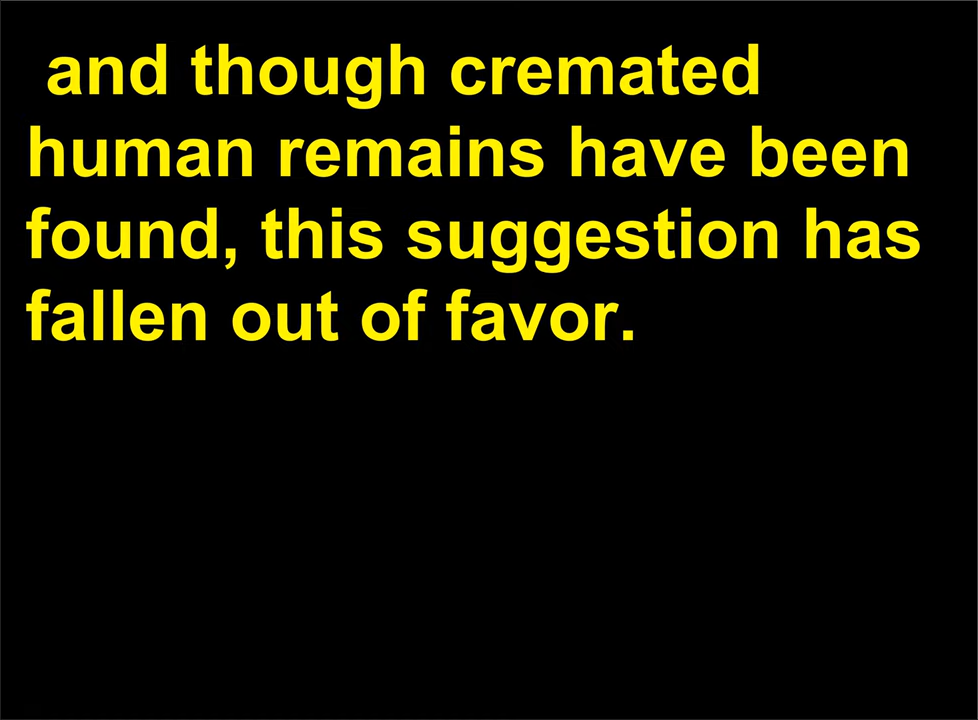 and though cremated
human remains have been
found, this suggestion has
fallen out of favor.